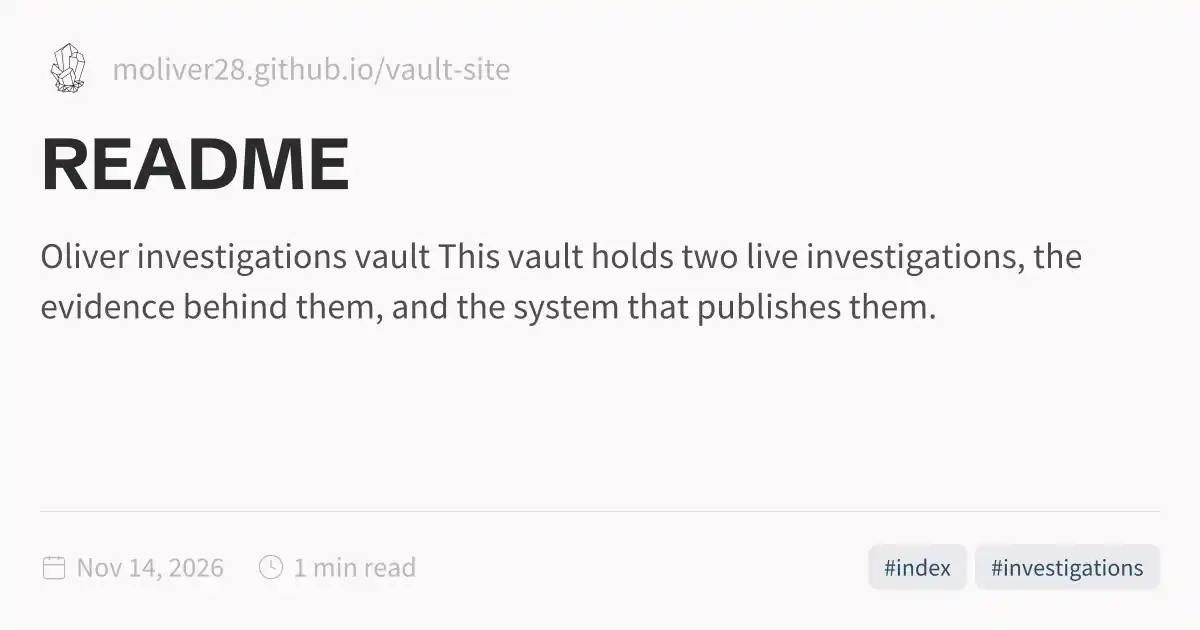 moliver28.github.io/vault-site
README
Oliver investigations vault This vault holds two live investigations, the
evidence behind them, and the system that publishes them.
Nov 14, 2026 1 min read #index #investigations